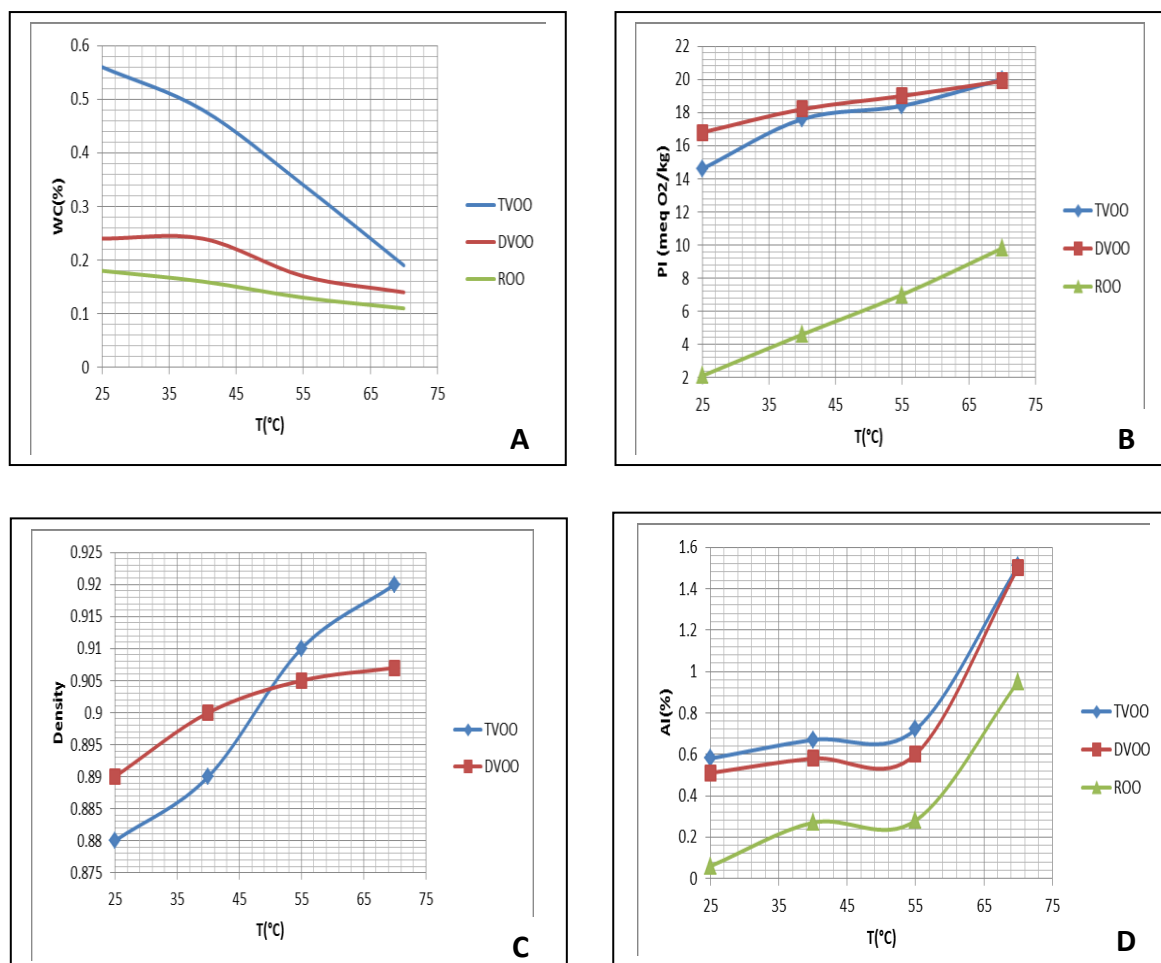 0.6
0.5
0.4
0.3
0.2
0.1
0
WC(%)
25 35 45 55 65 75
T(°C)
TVOO
DVOO
ROO
A
22
20
18
16
14
12
10
8
6
4
2
PI (meq O2/kg)
25 35 45 55 65 75
T(°C)
TVOO
DVOO
ROO
B
0.925
0.92
0.915
0.91
0.905
0.9
0.895
0.89
0.885
0.88
0.875
Density
25 35 45 55 65 75
T(°C)
TVOO
DVOO
C
1.6
1.4
1.2
1
0.8
0.6
0.4
0.2
0
AI(%)
25 35 45 55 65 75
T(°C)
TVOO
DVOO
ROO
D